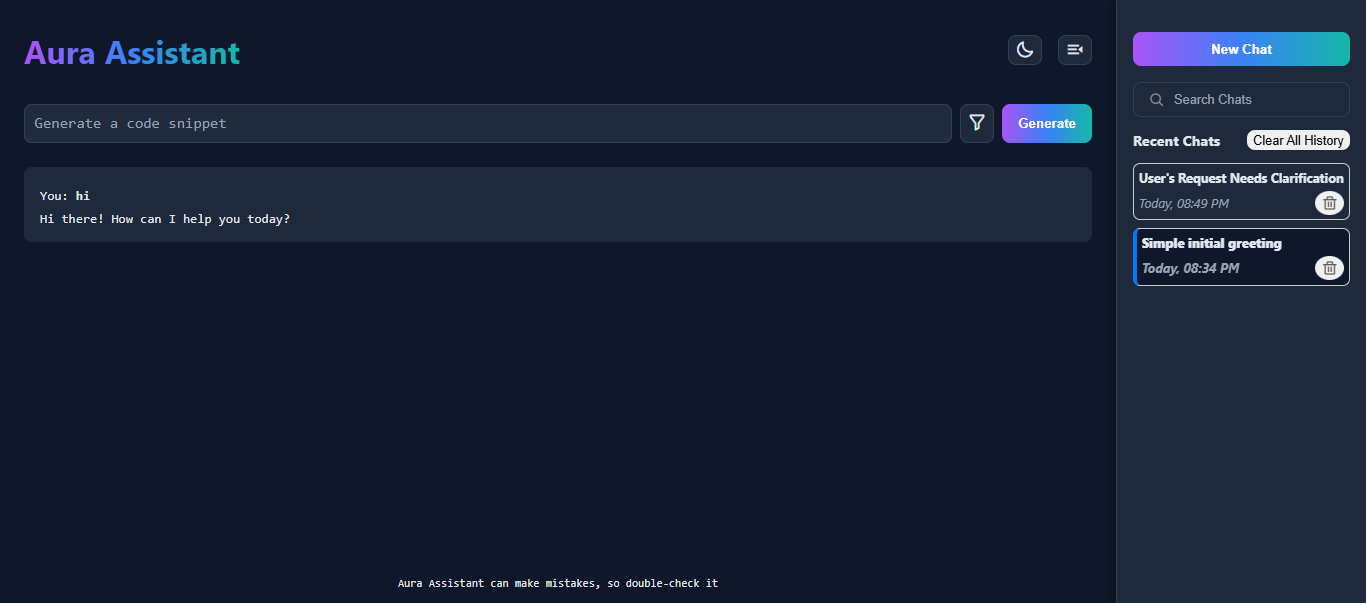 Aura Assistant
Generate a code snippet
Generate
You: hi
Hi there! How can I help you today?
Aura Assistant can make mistakes, so double-check it
New Chat
Search Chats
Recent Chats
Clear All History
User's Request Needs Clarification
Today, 08:49 PM
Simple initial greeting
Today, 08:34 PM